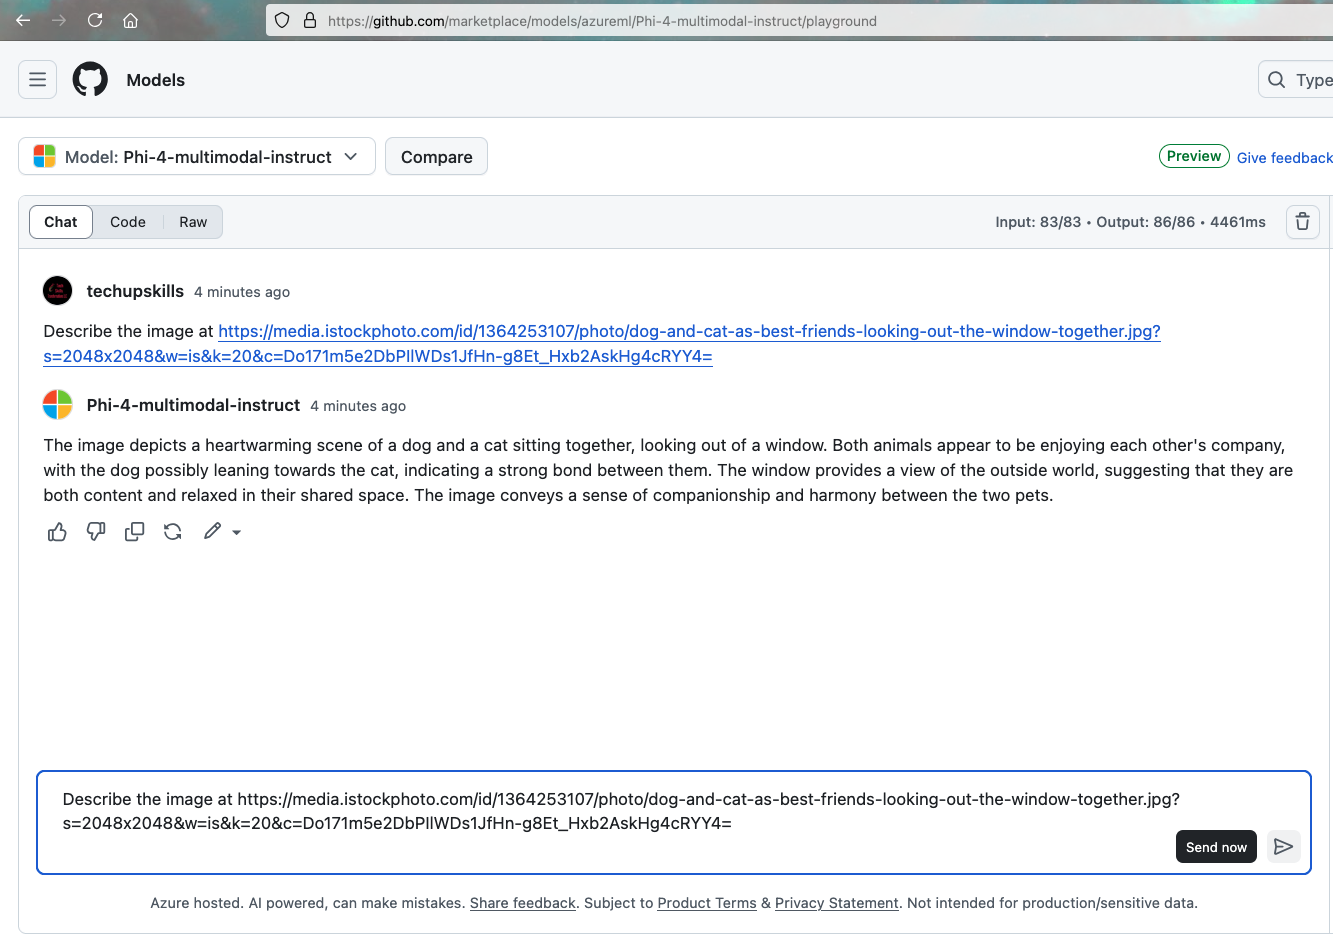 https://github.com/marketplace/models/azureml/Phi-4-multimodal-instruct/playground
Models
Type
Model: Phi-4-multimodal-instruct
Compare
Preview
Give feedback
Chat
Code
Raw
Input: 83/83 • Output: 86/86 • 4461ms
techupskills 4 minutes ago
Describe the image at https://media.istockphoto.com/id/1364253107/photo/dog-and-cat-as-best-friends-looking-out-the-window-together.jpg?
s=2048x2048&w=is&k=20&c=Do171m5e2DbPIlWDs1JfHn-g8Et_Hxb2AskHg4cRYY4=
Phi-4-multimodal-instruct 4 minutes ago
The image depicts a heartwarming scene of a dog and a cat sitting together, looking out of a window. Both animals appear to be enjoying each other's company,
with the dog possibly leaning towards the cat, indicating a strong bond between them. The window provides a view of the outside world, suggesting that they are
both content and relaxed in their shared space. The image conveys a sense of companionship and harmony between the two pets.
Describe the image at https://media.istockphoto.com/id/1364253107/photo/dog-and-cat-as-best-friends-looking-out-the-window-together.jpg?
s=2048x2048&w=is&k=20&c=Do171m5e2DbPIlWDs1JfHn-g8Et_Hxb2AskHg4cRYY4=
Send now
Azure hosted. AI powered, can make mistakes. Share feedback. Subject to Product Terms & Privacy Statement. Not intended for production/sensitive data.